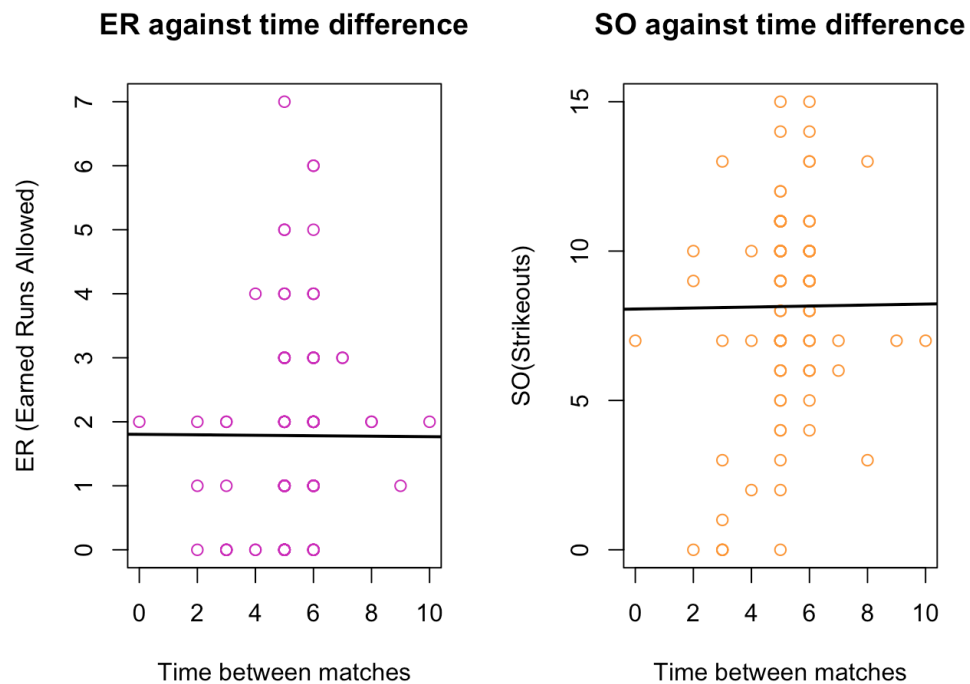 ER against time difference
ER (Earned Runs Allowed)
7
6
5
4
3
2
1
0
0 2 4 6 8 10
Time between matches
SO against time difference
SO(Strikeouts)
15
10
5
0
0 2 4 6 8 10
Time between matches